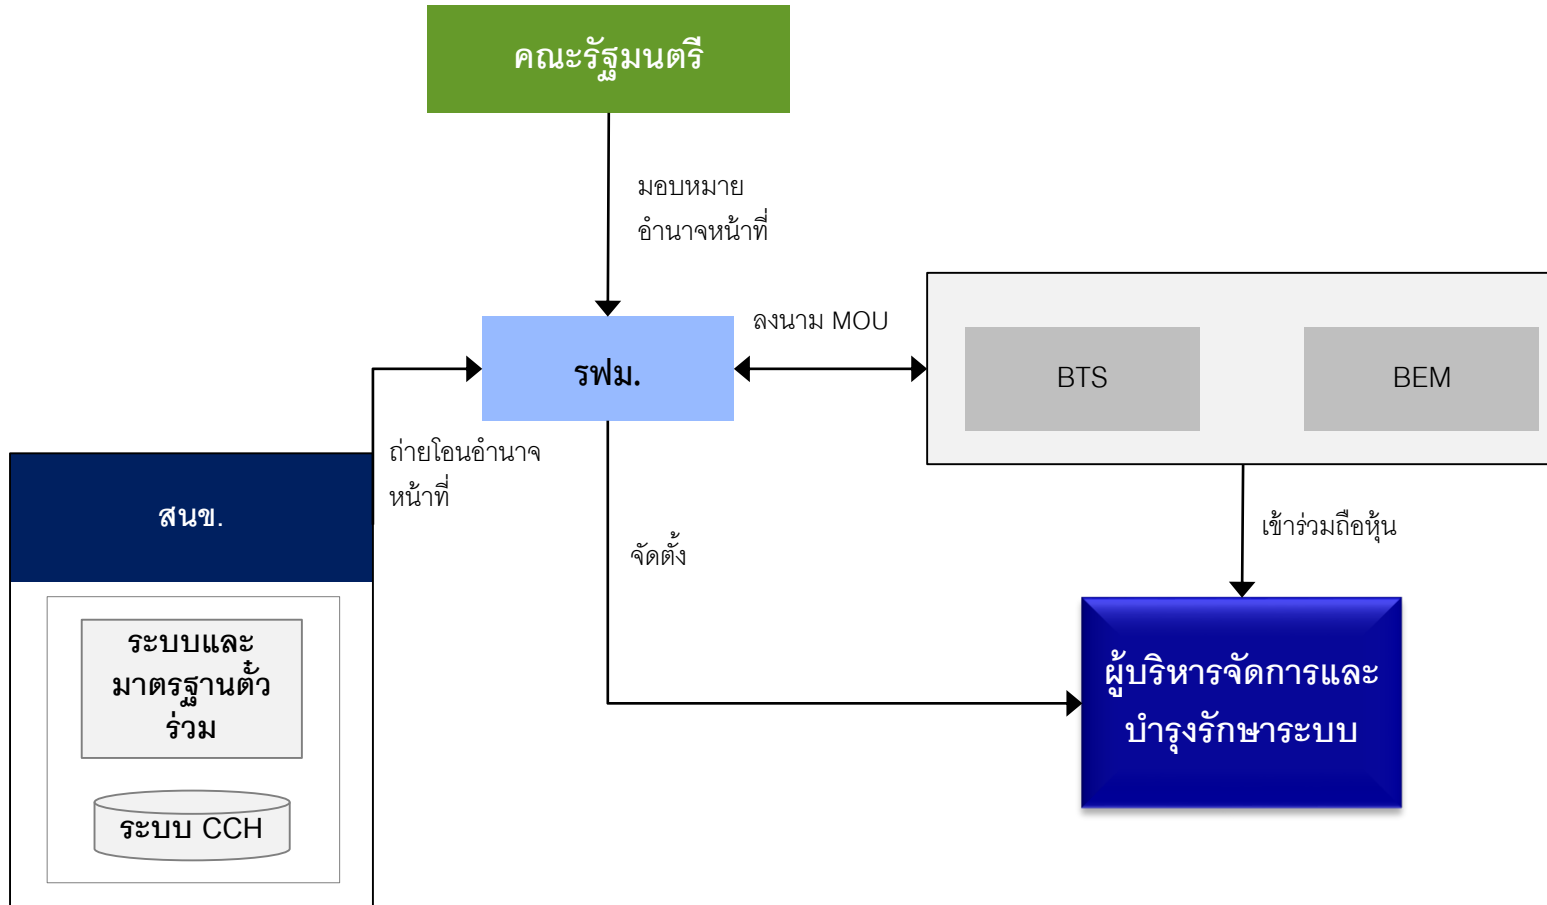 คณะรัฐมนตรี
มอบหมาย
อำนาจหน้าที่
ลงนาม MOU
รฟม.
BTS
BEM
ถ่ายโอนอำนาจ
หน้าที่
สนข.
เข้าร่วมถือหุ้น
จัดตั้ง
ระบบและ
มาตรฐานตั๋ว
ร่วม
ระบบ CCH
ผู้บริหารจัดการและ
บำรุงรักษาระบบ